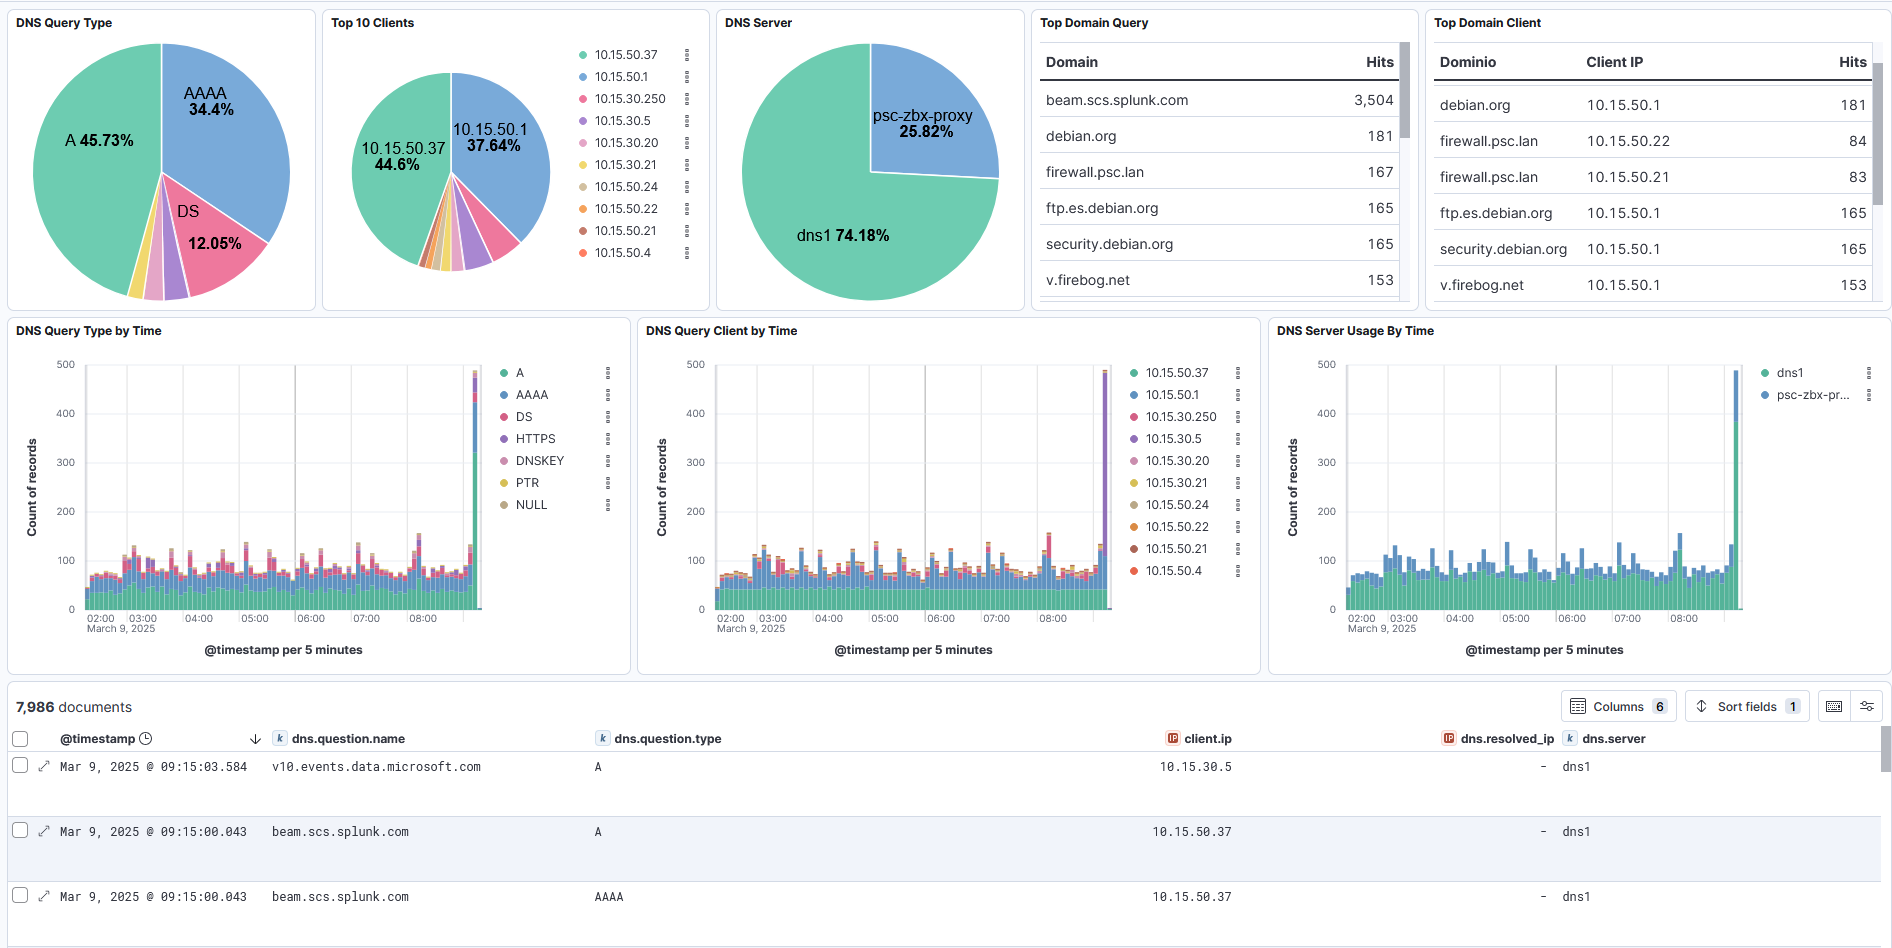 DNS Query Type
AAAA
34.4%
A 45.73%
DS
12.05%
Top 10 Clients
10.15.50.1
37.64%
10.15.50.37
44.6%
10.15.50.37
10.15.50.1
10.15.30.250
10.15.30.5
10.15.30.20
10.15.30.21
10.15.50.24
10.15.50.22
10.15.50.21
10.15.50.4
DNS Server
psc-zbx-proxy
25.82%
dns1 74.18%
Top Domain Query
Domain Hits
beam.scs.splunk.com 3,504
debian.org 181
firewall.psc.lan 167
ftp.es.debian.org 165
security.debian.org 165
v.firebog.net 153
Top Domain Client
Dominio Client IP Hits
debian.org 10.15.50.1 181
firewall.psc.lan 10.15.50.22 84
firewall.psc.lan 10.15.50.21 83
ftp.es.debian.org 10.15.50.1 165
security.debian.org 10.15.50.1 165
v.firebog.net 10.15.50.1 153
DNS Query Type by Time
Count of records
500
400
300
200
100
0
02:00 03:00 04:00 05:00 06:00 07:00 08:00
March 9, 2025
@timestamp per 5 minutes
A
AAAA
DS
HTTPS
DNSKEY
PTR
NULL
DNS Query Client by Time
Count of records
500
400
300
200
100
0
02:00 03:00 04:00 05:00 06:00 07:00 08:00
March 9, 2025
@timestamp per 5 minutes
10.15.50.37
10.15.50.1
10.15.30.250
10.15.30.5
10.15.30.20
10.15.30.21
10.15.50.24
10.15.50.22
10.15.50.21
10.15.50.4
DNS Server Usage By Time
Count of records
500
400
300
200
100
0
02:00 03:00 04:00 05:00 06:00 07:00 08:00
March 9, 2025
@timestamp per 5 minutes
dns1
psc-zbx-pr...
7,986 documents
Columns 6 Sort fields 1
@timestamp k dns.question.name k dns.question.type IP client.ip IP dns.resolved_ip k dns.server
Mar 9, 2025 @ 09:15:03.584 v10.events.data.microsoft.com A 10.15.30.5 - dns1
Mar 9, 2025 @ 09:15:00.043 beam.scs.splunk.com A 10.15.50.37 - dns1
Mar 9, 2025 @ 09:15:00.043 beam.scs.splunk.com AAAA 10.15.50.37 - dns1